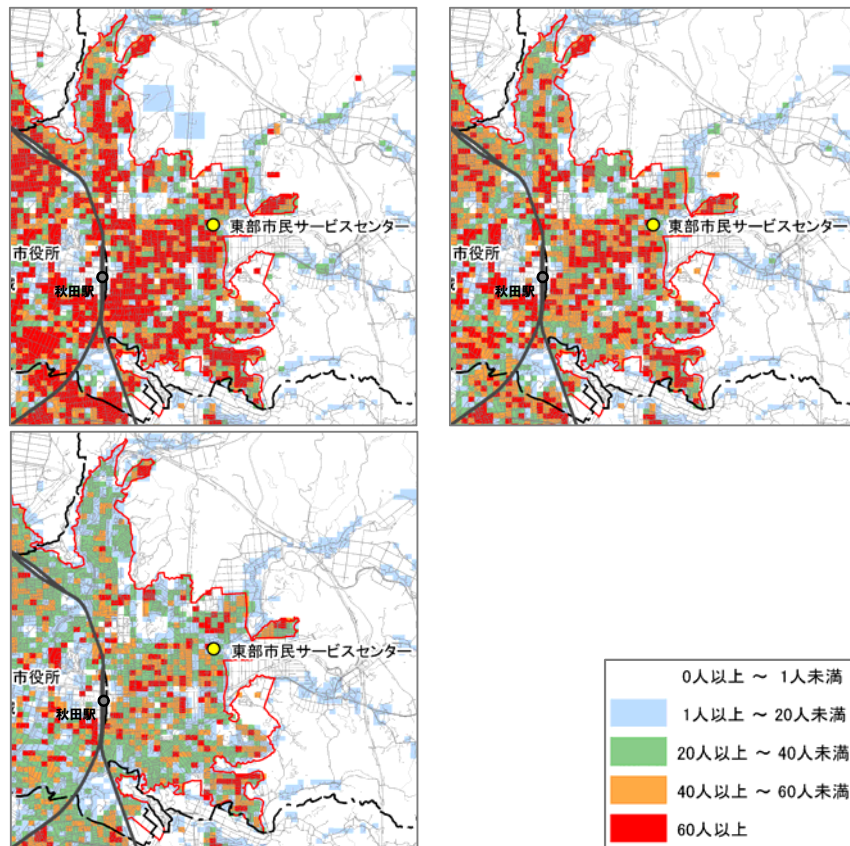 東部市民サービスセンター
市役所
秋田駅
東部市民サービスセンター
市役所
秋田駅
東部市民サービスセンター
市役所
秋田駅
0人以上 ～ 1人未満
1人以上 ～ 20人未満
20人以上 ～ 40人未満
40人以上 ～ 60人未満
60人以上